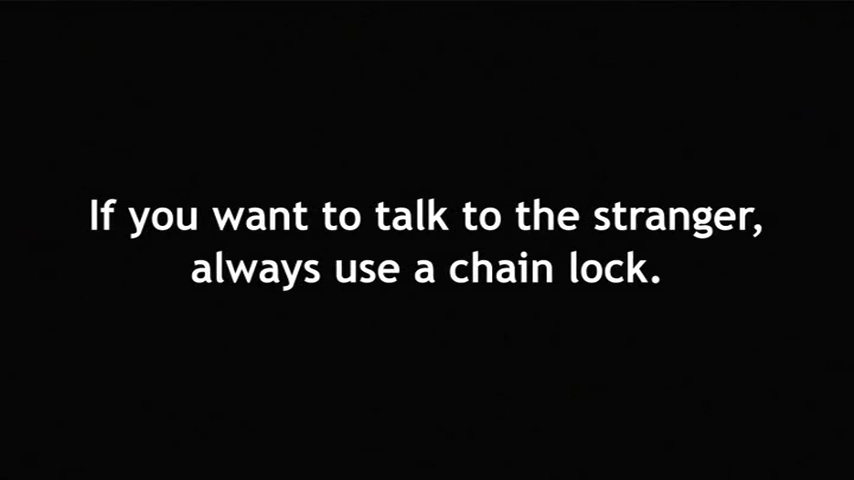 If you want to talk to the stranger,
always use a chain lock.